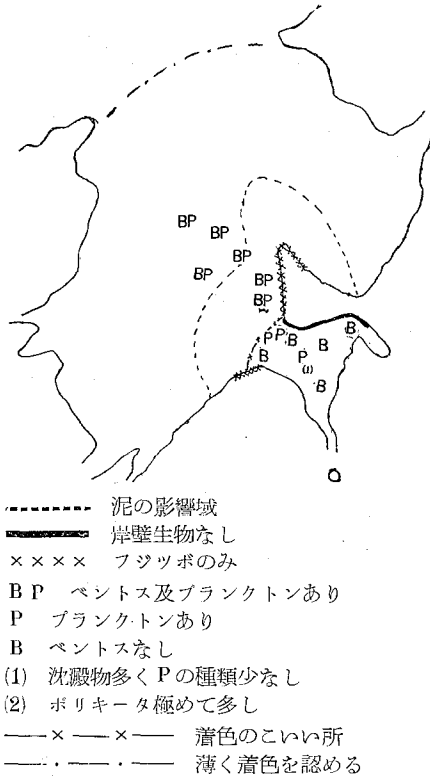 BP
BP
BP
BP
BP
BP
P
P
B
B
B
B
P
(1)
B
泥の影響域
岸壁生物なし
×××× フジツボのみ
BP ベントス及プランクトンあり
P プランクトンあり
B ベントスなし
(1) 沈澱物多くPの種類少なし
(2) ポリキータ極めて多し
着色のこいい所
薄く着色を認める